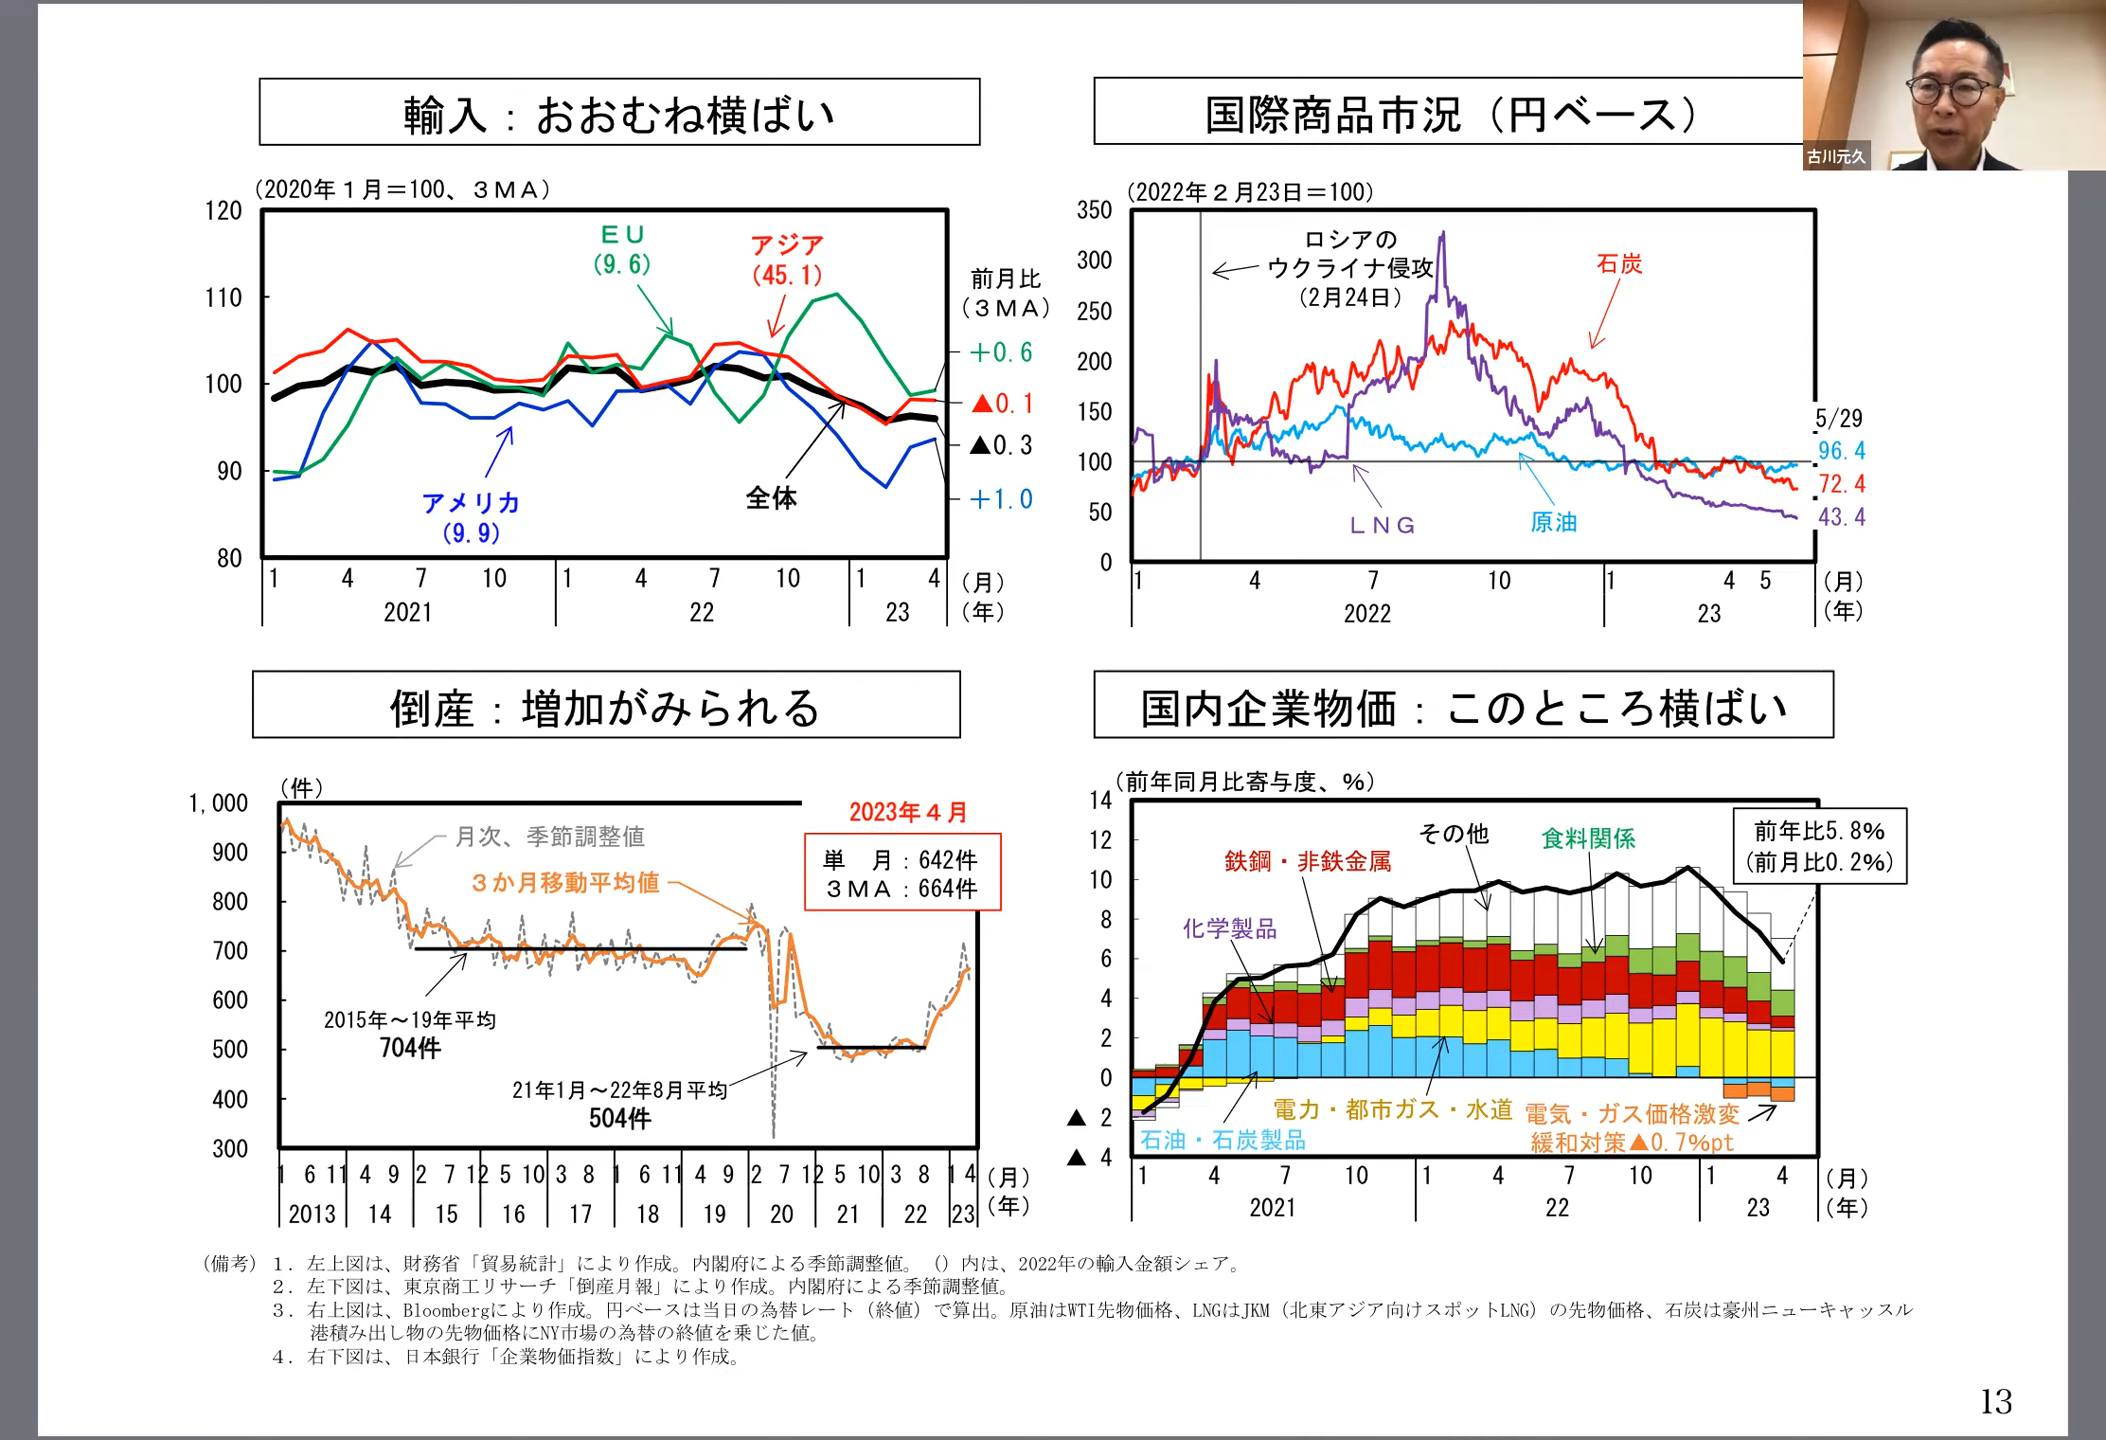 古川元久
輸入：おおむね横ばい
（2020年１月＝100、３ＭＡ）
120
110
100
90
80
ＥＵ
（9.6）
アジア
（45.1）
アメリカ
（9.9）
全体
前月比
（３ＭＡ）
＋0.6
▲0.1
▲0.3
＋1.0
1 4 7 10 1 4 7 10 1 4 （月）
2021 22 23 （年）
国際商品市況（円ベース）
（2022年２月23日＝100）
350
300
250
200
150
100
50
0
ロシアの
ウクライナ侵攻
（2月24日）
石炭
ＬＮＧ
原油
5/29
96.4
72.4
43.4
1 4 7 10 1 4 5 （月）
2022 23 （年）
倒産：増加がみられる
（件）
1,000
900
800
700
600
500
400
300
月次、季節調整値
３か月移動平均値
2023年４月
単　月：642件
３ＭＡ：664件
2015年～19年平均
704件
21年1月～22年8月平均
504件
1 6 11 4 9 2 7 12 5 10 3 8 1 6 11 4 9 2 7 12 5 10 3 8 1 4 （月）
2013 14 15 16 17 18 19 20 21 22 23 （年）
国内企業物価：このところ横ばい
（前年同月比寄与度、％）
14
12
10
8
6
4
2
0
▲ 2
▲ 4
その他
食料関係
鉄鋼・非鉄金属
化学製品
前年比5.8％
（前月比0.2％）
電力・都市ガス・水道
石油・石炭製品
電気・ガス価格激変
緩和対策▲0.7%pt
1 4 7 10 1 4 7 10 1 4 （月）
2021 22 23 （年）
（備考）１．左上図は、財務省「貿易統計」により作成。内閣府による季節調整値。（）内は、2022年の輸入金額シェア。
２．左下図は、東京商工リサーチ「倒産月報」により作成。内閣府による季節調整値。
３．右上図は、Bloombergにより作成。円ベースは当日の為替レート（終値）で算出。原油はWTI先物価格、LNGはJKM（北東アジア向けスポットLNG）の先物価格、石炭は豪州ニューキャッスル
港積み出し物の先物価格にNY市場の為替の終値を乗じた値。
４．右下図は、日本銀行「企業物価指数」により作成。
13